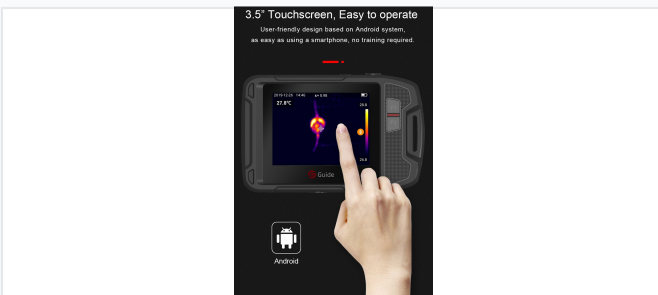 3.5” Touchscreen, Easy to operate
User-friendly design based on Android system,
as easy as using a smartphone, no training required.
27.8°C
Guide
Android